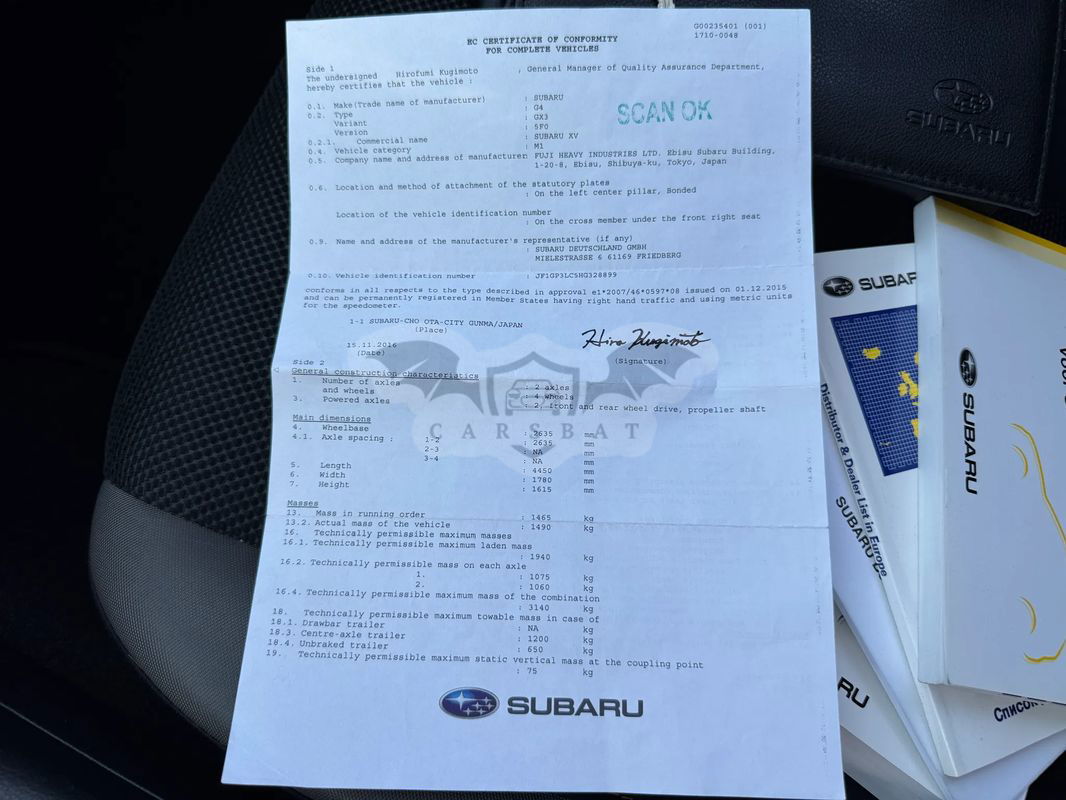 G00235401 (001)
1710-0048
EC CERTIFICATE OF CONFORMITY
FOR COMPLETE VEHICLES
Side 1
The undersigned Hirofumi Kugimoto , General Manager of Quality Assurance Department,
hereby certifies that the vehicle :
0.1. Make(Trade name of manufacturer) : SUBARU
0.2. Type : G4
Variant : GX3
Version : 5F0
0.2.1. Commercial name : SUBARU XV
0.4. Vehicle category : M1
0.5. Company name and address of manufacturer: FUJI HEAVY INDUSTRIES LTD. Ebisu Subaru Building,
1-20-8, Ebisu, Shibuya-ku, Tokyo, Japan
SCAN OK
0.6. Location and method of attachment of the statutory plates
: On the left center pillar, Bonded
Location of the vehicle identification number
: On the cross member under the front right seat
0.9. Name and address of the manufacturer's representative (if any)
: SUBARU DEUTSCHLAND GMBH
MIELESTRASSE 6 61169 FRIEDBERG
0.10. Vehicle identification number : JF1GP3LC5HG328899
conforms in all respects to the type described in approval e1*2007/46*0597*08 issued on 01.12.2015
and can be permanently registered in Member States having right hand traffic and using metric units
for the speedometer.
1-1 SUBARU-CHO OTA-CITY GUNMA/JAPAN
(Place)
15.11.2016
(Date)
Hiro Kugimoto
(Signature)
Side 2
General construction characteristics
1. Number of axles : 2 axles
and wheels : 4 wheels
3. Powered axles : 2, front and rear wheel drive, propeller shaft
Main dimensions
4. Wheelbase : 2635 mm
4.1. Axle spacing : 1-2 : 2635 mm
2-3 : NA mm
3-4 : NA mm
5. Length : 4450 mm
6. Width : 1780 mm
7. Height : 1615 mm
CARSBAT
Masses
13. Mass in running order : 1465 kg
13.2. Actual mass of the vehicle : 1490 kg
16. Technically permissible maximum masses
16.1. Technically permissible maximum laden mass
: 1940 kg
16.2. Technically permissible mass on each axle
1. : 1075 kg
2. : 1060 kg
16.4. Technically permissible maximum mass of the combination
: 3140 kg
18. Technically permissible maximum towable mass in case of
18.1. Drawbar trailer : NA kg
18.3. Centre-axle trailer : 1200 kg
18.4. Unbraked trailer : 650 kg
19. Technically permissible maximum static vertical mass at the coupling point
: 75 kg
SUBARU
SUBARU
SUBARU
Distributor & Dealer List in Europe
SUBARU
SUBARU
RU
Список